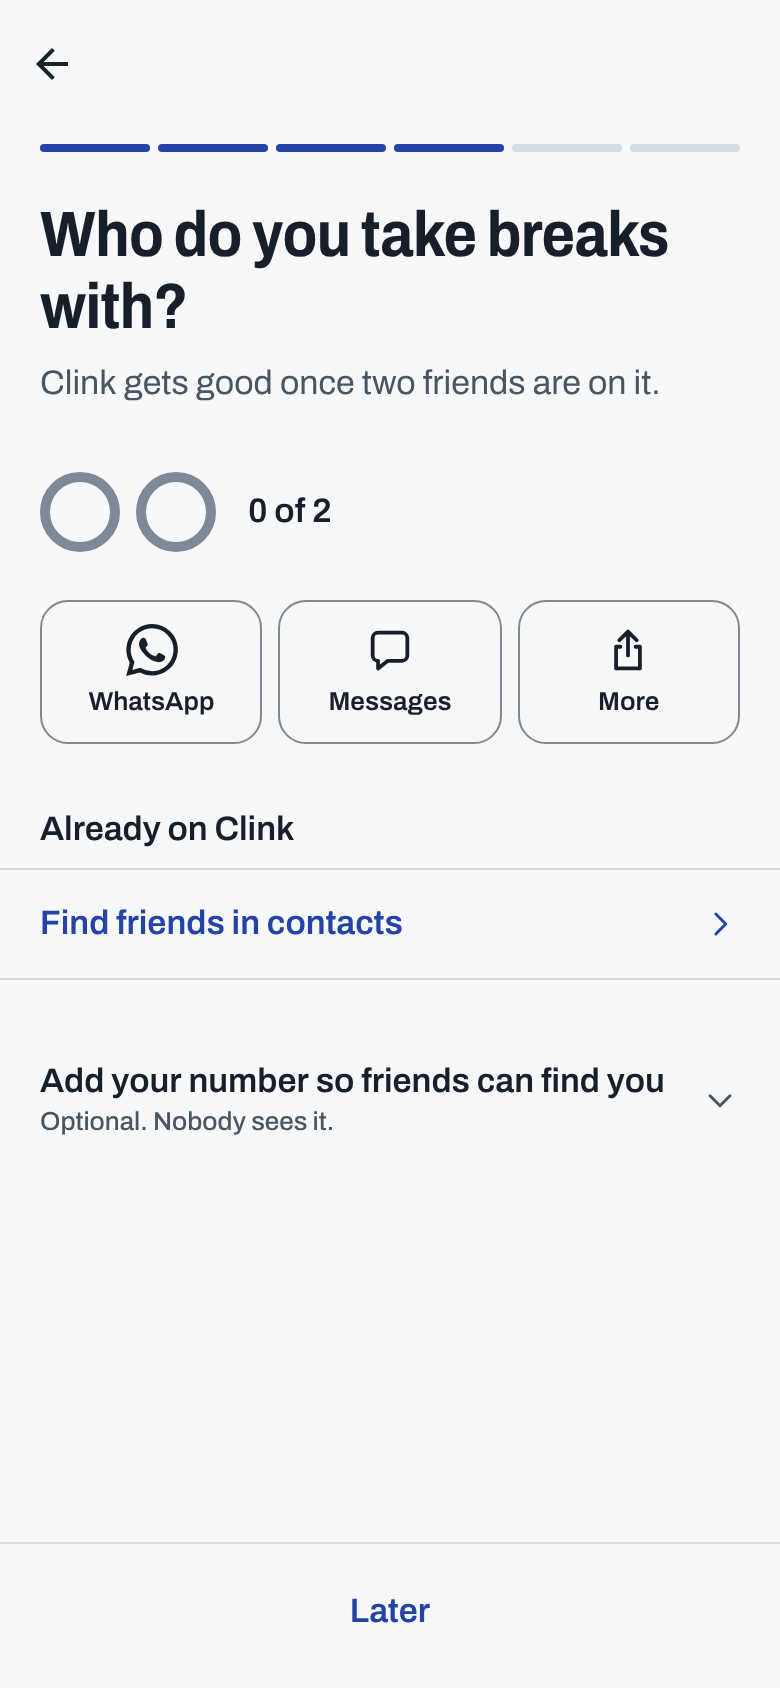 Who do you take breaks
with?
Clink gets good once two friends are on it.
0 of 2
WhatsApp
Messages
More
Already on Clink
Find friends in contacts
Add your number so friends can find you
Optional. Nobody sees it.
Later